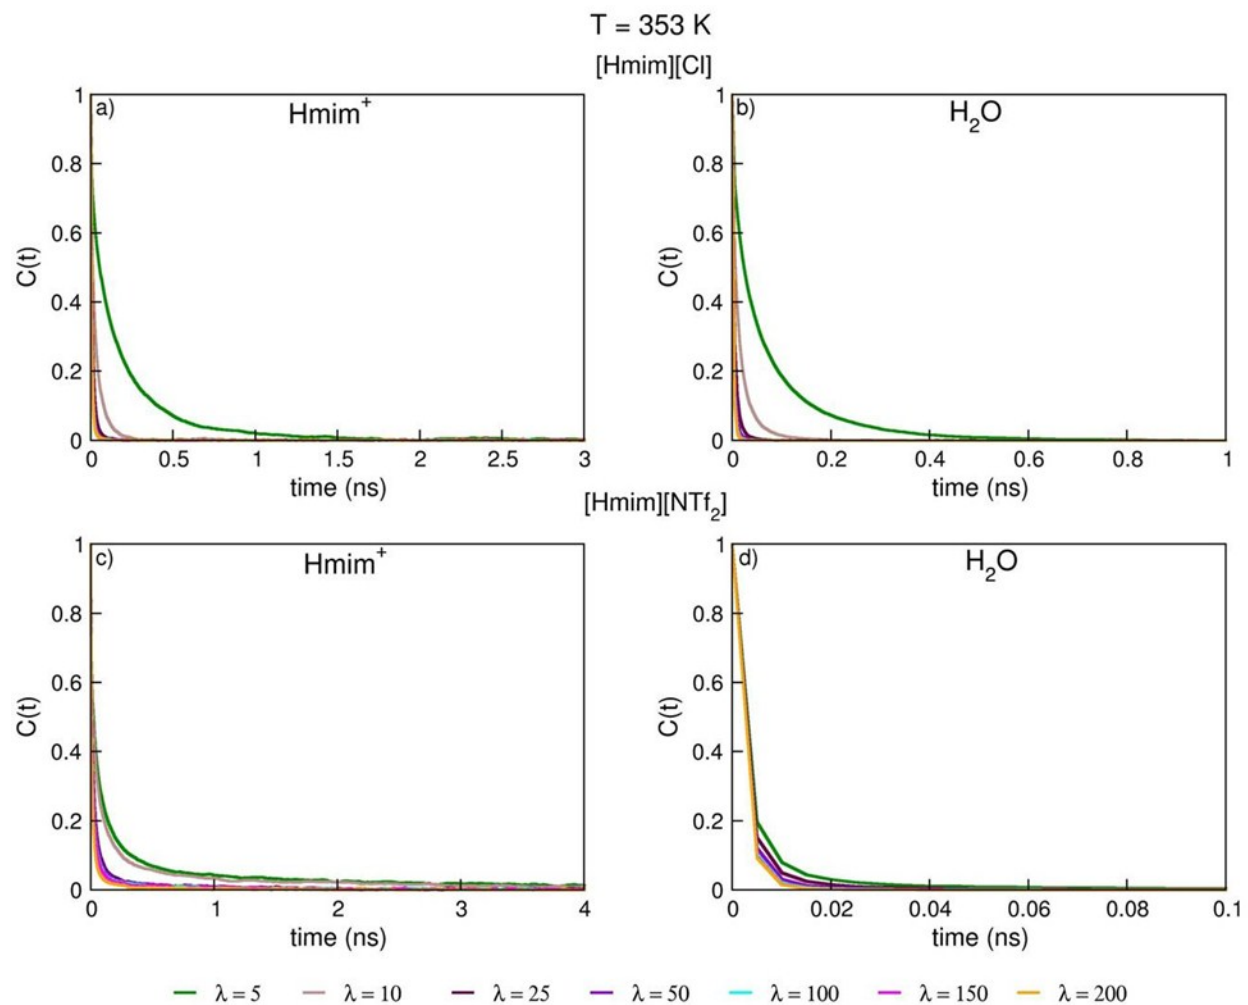 T = 353 K
[Hmim][Cl]
a) Hmim⁺
b) H₂O
1
0.8
0.6
0.4
0.2
0
C(t)
0 0.5 1 1.5 2 2.5 3
time (ns)
1
0.8
0.6
0.4
0.2
0
C(t)
0 0.2 0.4 0.6 0.8 1
time (ns)
[Hmim][NTf₂]
c) Hmim⁺
d) H₂O
1
0.8
0.6
0.4
0.2
0
C(t)
0 1 2 3 4
time (ns)
1
0.8
0.6
0.4
0.2
0
C(t)
0 0.02 0.04 0.06 0.08 0.1
time (ns)
λ = 5 λ = 10 λ = 25 λ = 50 λ = 100 λ = 150 λ = 200